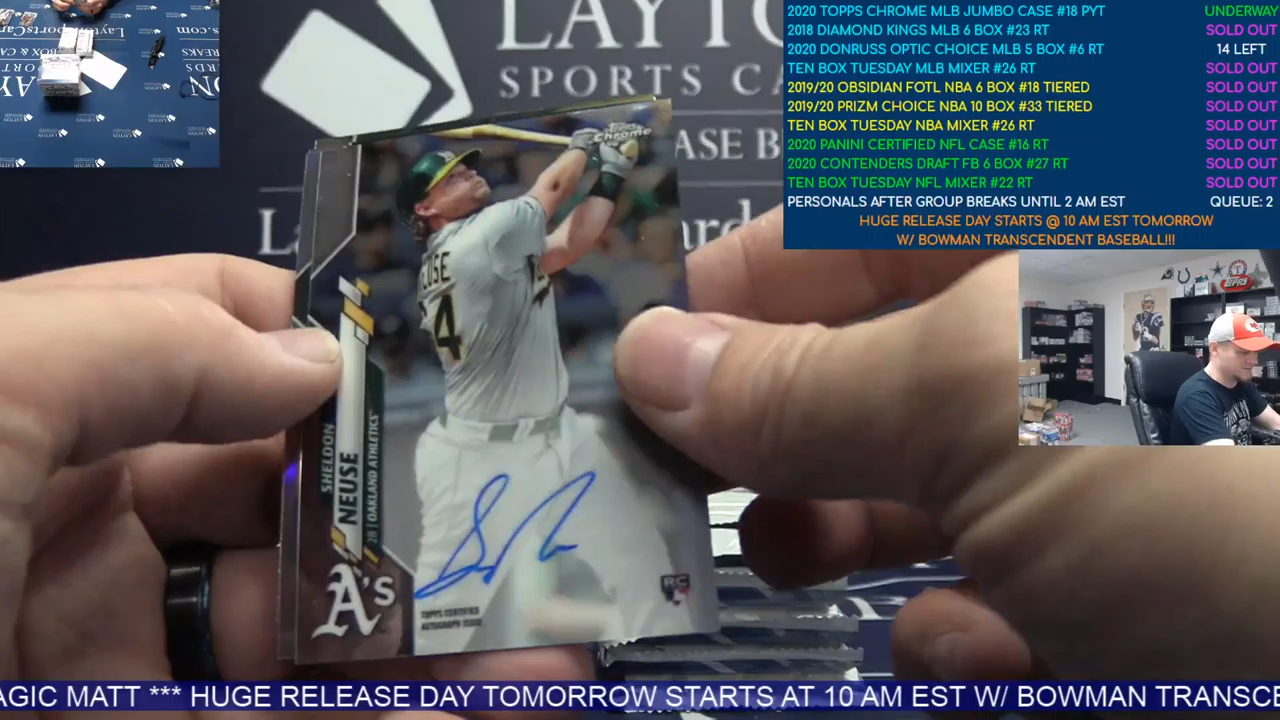 2020 TOPPS CHROME MLB JUMBO CASE #18 PYT UNDERWAY
2018 DIAMOND KINGS MLB 6 BOX #23 RT SOLD OUT
2020 DONRUSS OPTIC CHOICE MLB 5 BOX #6 RT 14 LEFT
TEN BOX TUESDAY MLB MIXER #26 RT SOLD OUT
2019/20 OBSIDIAN FOTL NBA 6 BOX #18 TIERED SOLD OUT
2019/20 PRIZM CHOICE NBA 10 BOX #33 TIERED SOLD OUT
TEN BOX TUESDAY NBA MIXER #26 RT SOLD OUT
2020 PANINI CERTIFIED NFL CASE #16 RT SOLD OUT
2020 CONTENDERS DRAFT FB 6 BOX #27 RT SOLD OUT
TEN BOX TUESDAY NFL MIXER #22 RT SOLD OUT
PERSONALS AFTER GROUP BREAKS UNTIL 2 AM EST QUEUE: 2
HUGE RELEASE DAY STARTS @ 10 AM EST TOMORROW
W/ BOWMAN TRANSCENDENT BASEBALL!!!
LAYTO
SPORTS CA
ASE B
La
ard
Topps
Chrome
SHELDON
NEUSE
2B | OAKLAND ATHLETICS
A's
TOPPS CERTIFIED
AUTOGRAPH ISSUE
RC
AGIC MATT *** HUGE RELEASE DAY TOMORROW STARTS AT 10 AM EST W/ BOWMAN TRANSCE